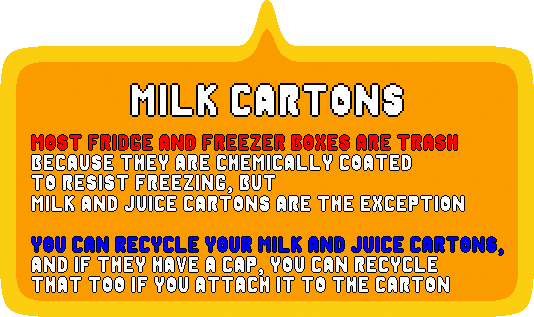 MILK CARTONS
MOST FRIDGE AND FREEZER BOXES ARE TRASH
BECAUSE THEY ARE CHEMICALLY COATED
TO RESIST FREEZING, BUT
MILK AND JUICE CARTONS ARE THE EXCEPTION
YOU CAN RECYCLE YOUR MILK AND JUICE CARTONS,
AND IF THEY HAVE A CAP, YOU CAN RECYCLE
THAT TOO IF YOU ATTACH IT TO THE CARTON